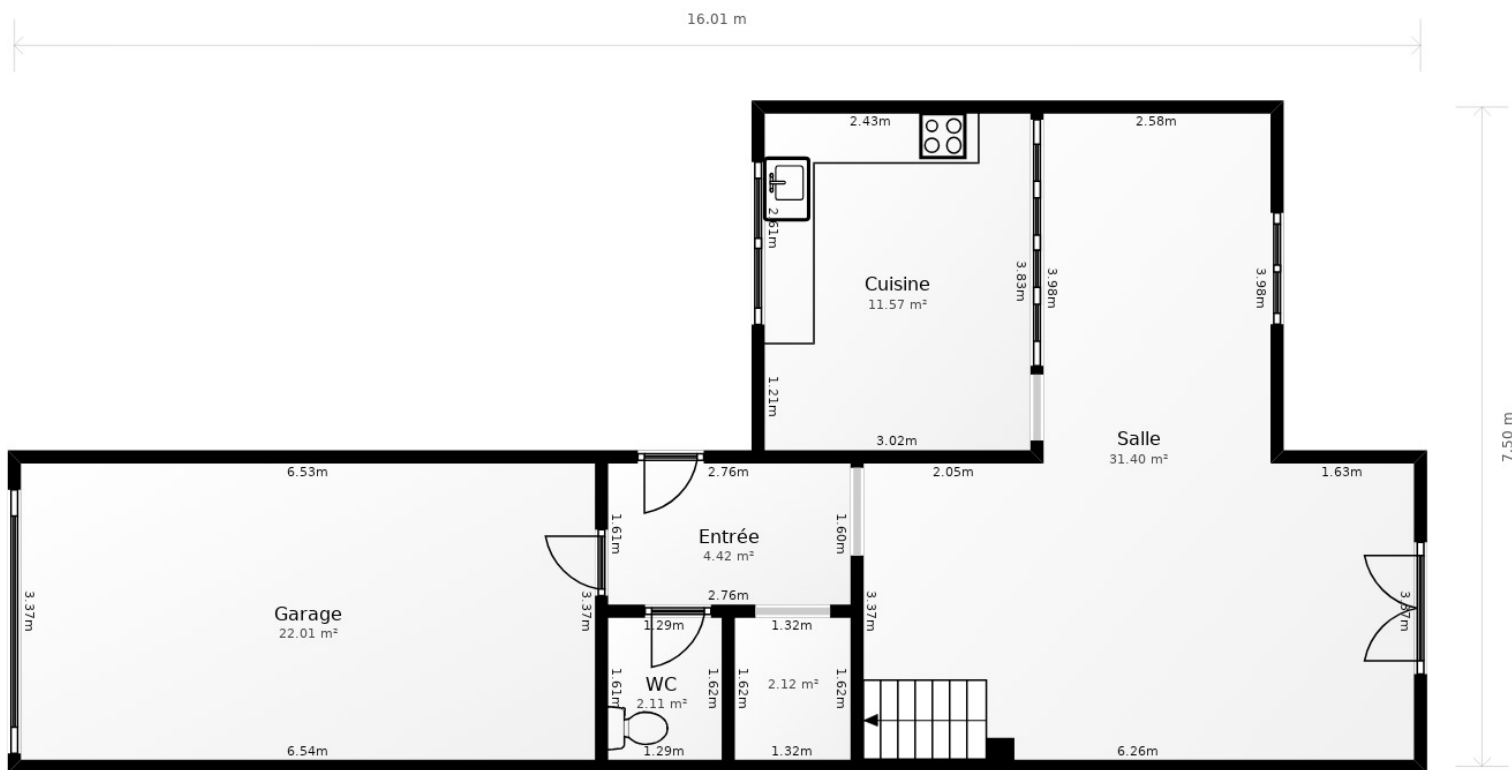 16.01 m
2.43m
2.58m
2.61m
Cuisine
11.57 m²
3.83m
3.98m
3.98m
1.21m
3.02m
Salle
31.40 m²
7.50 m
6.53m
2.76m
2.05m
1.63m
1.61m
Entrée
4.42 m²
1.60m
2.76m
3.37m
Garage
22.01 m²
3.37m
1.29m
1.32m
3.37m
1.61m
WC
2.11 m²
1.62m
1.62m
2.12 m²
1.62m
6.54m
1.29m
1.32m
6.26m